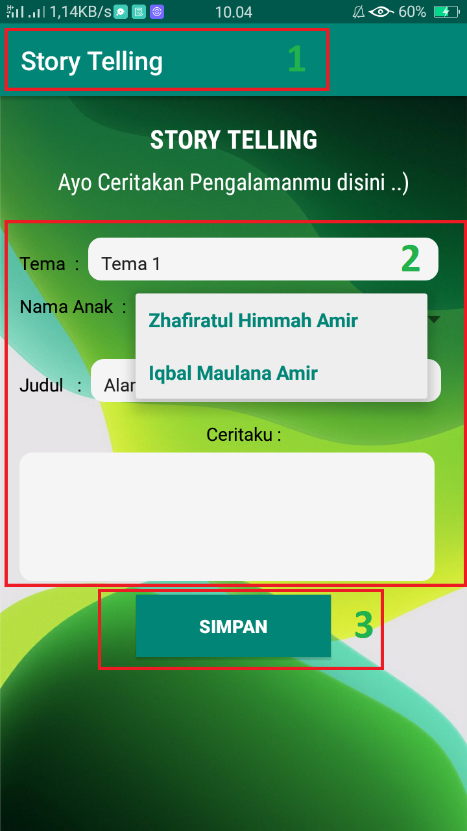 1,14KB/s 10.04 60%
Story Telling 1
STORY TELLING
Ayo Ceritakan Pengalamanmu disini ..)
Tema : Tema 1 2
Nama Anak :
Zhafiratul Himmah Amir
Iqbal Maulana Amir
Judul : Alar
Ceritaku :
SIMPAN 3